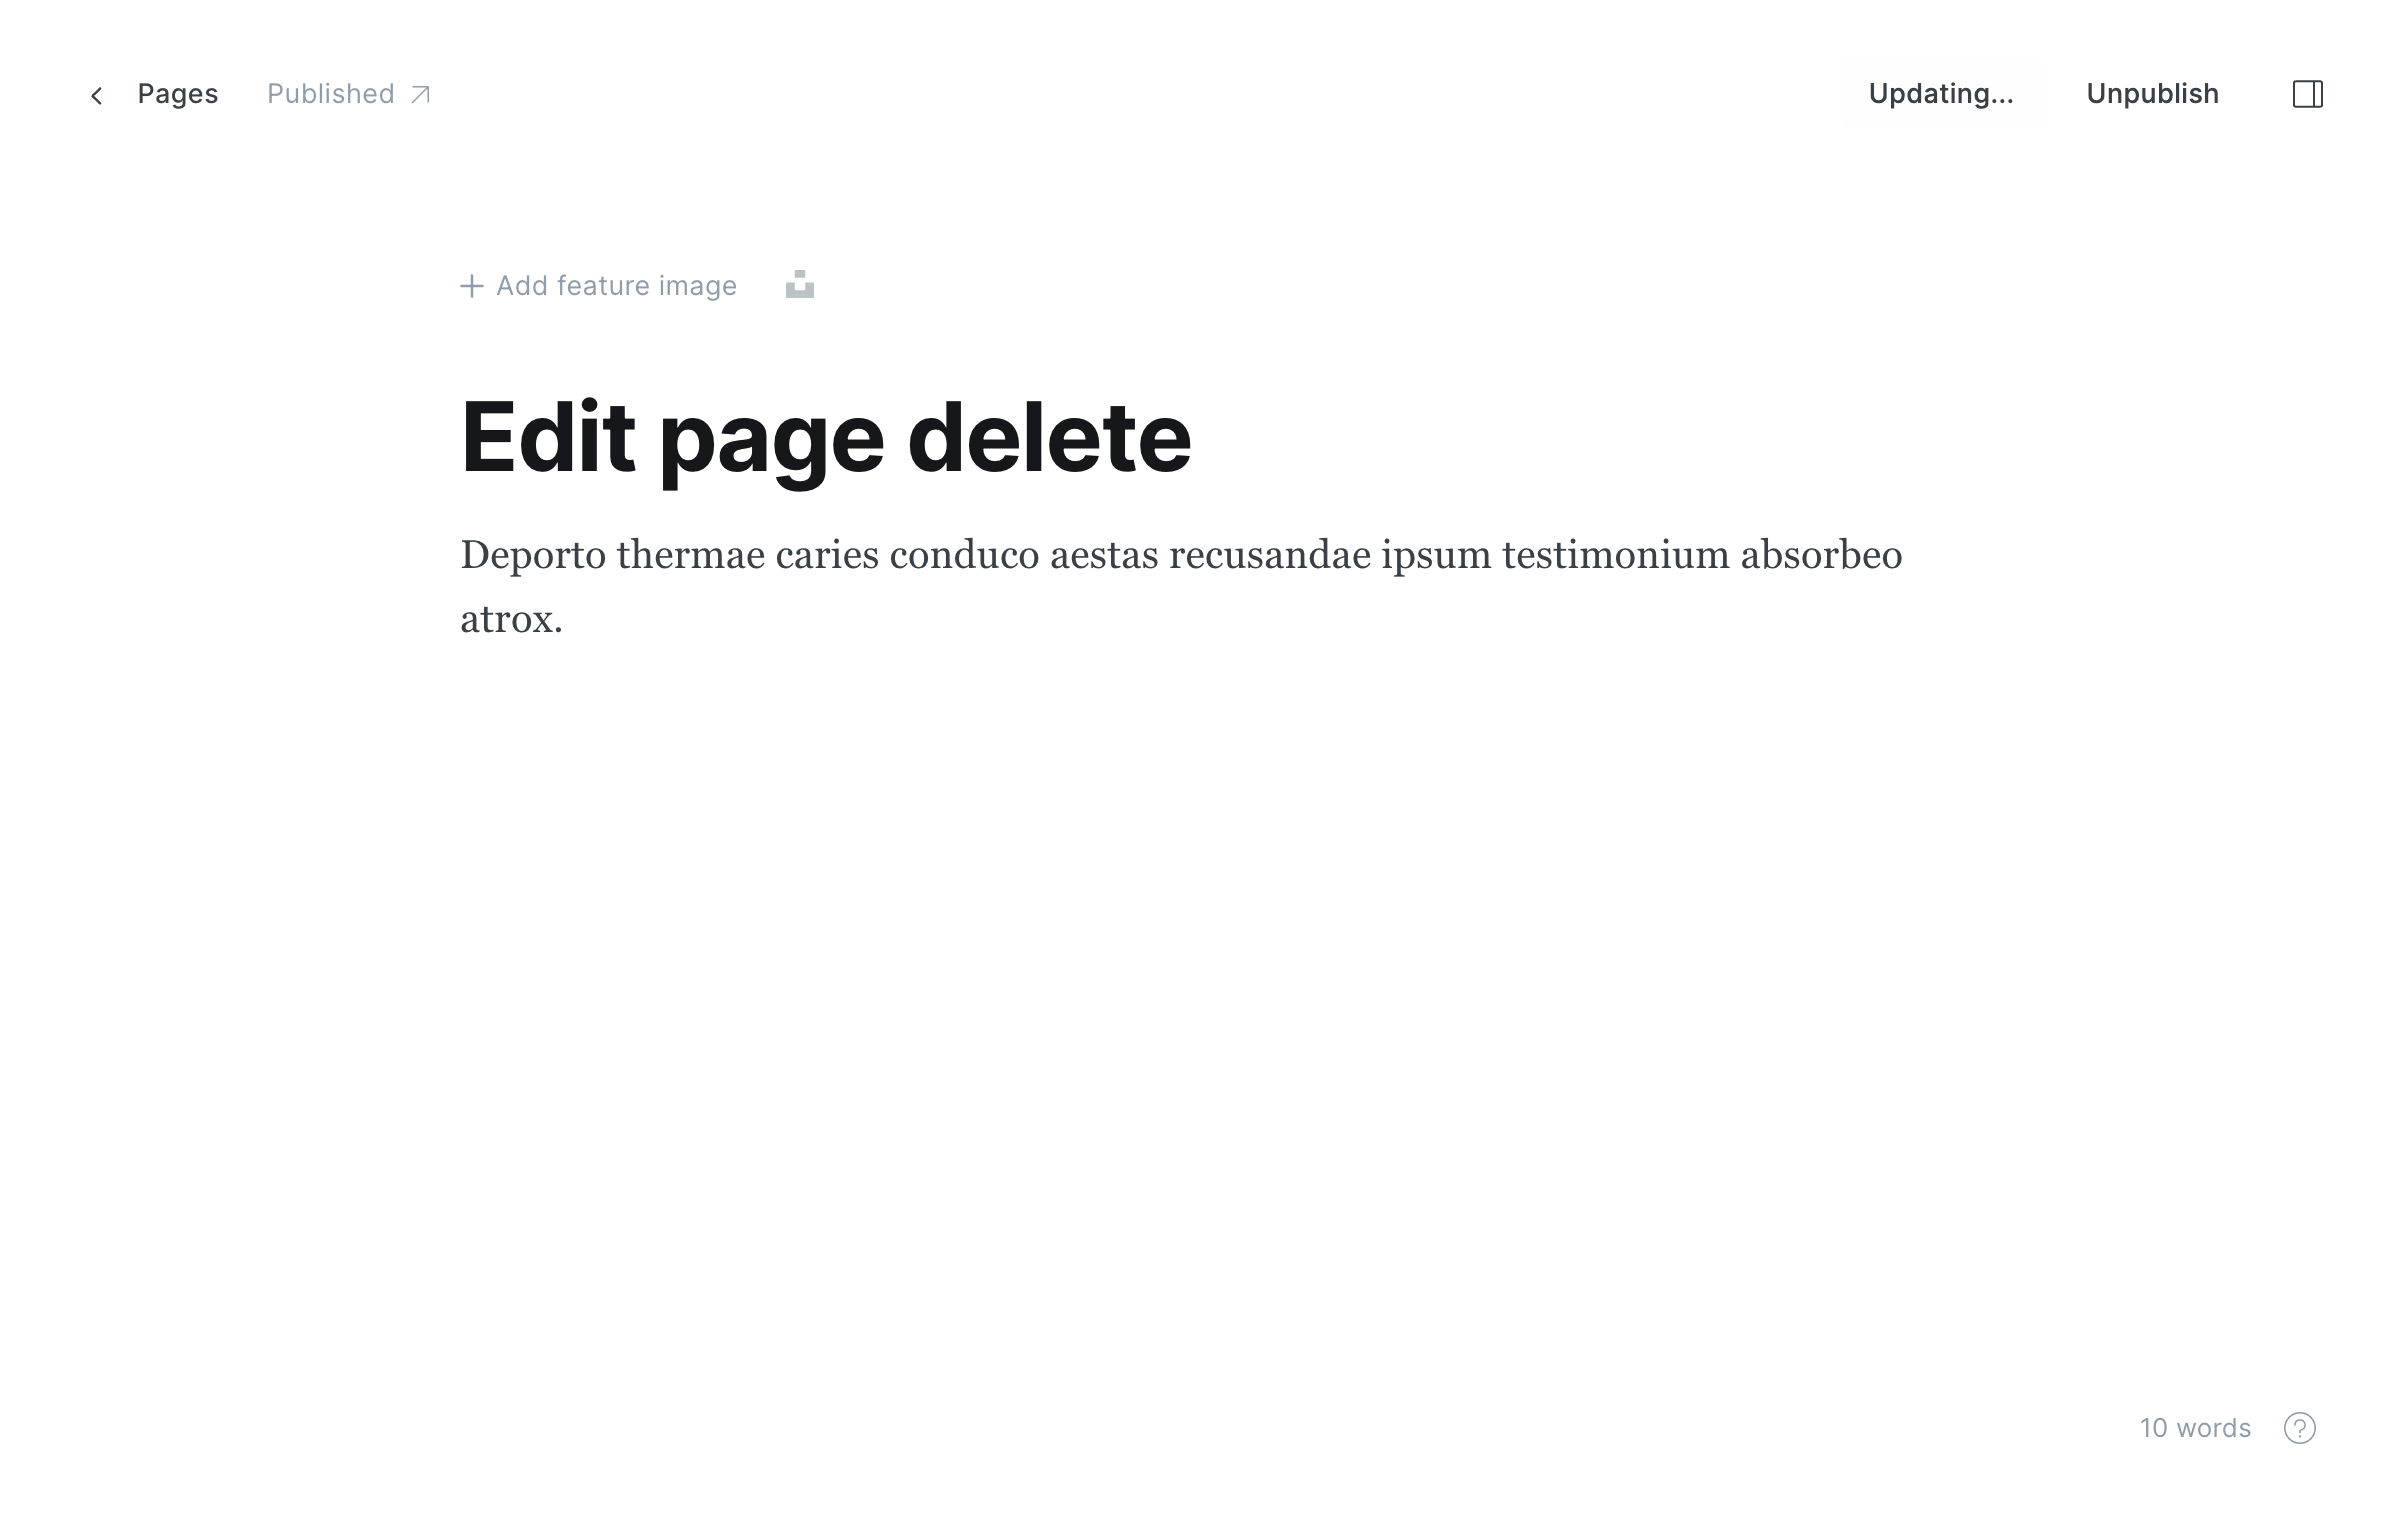 Pages
Published
Updating...
Unpublish
Add feature image
Edit page delete
Deporto thermae caries conduco aestas recusandae ipsum testimonium absorbeo
atrox.
10 words
?